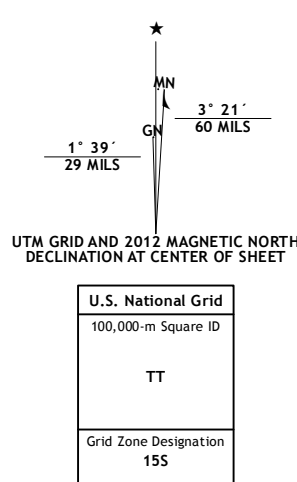 ★
MN
3° 21´
60 MILS
GN
1° 39´
29 MILS
UTM GRID AND 2012 MAGNETIC NORTH
DECLINATION AT CENTER OF SHEET
U.S. National Grid
100,000-m Square ID
TT
Grid Zone Designation
15S